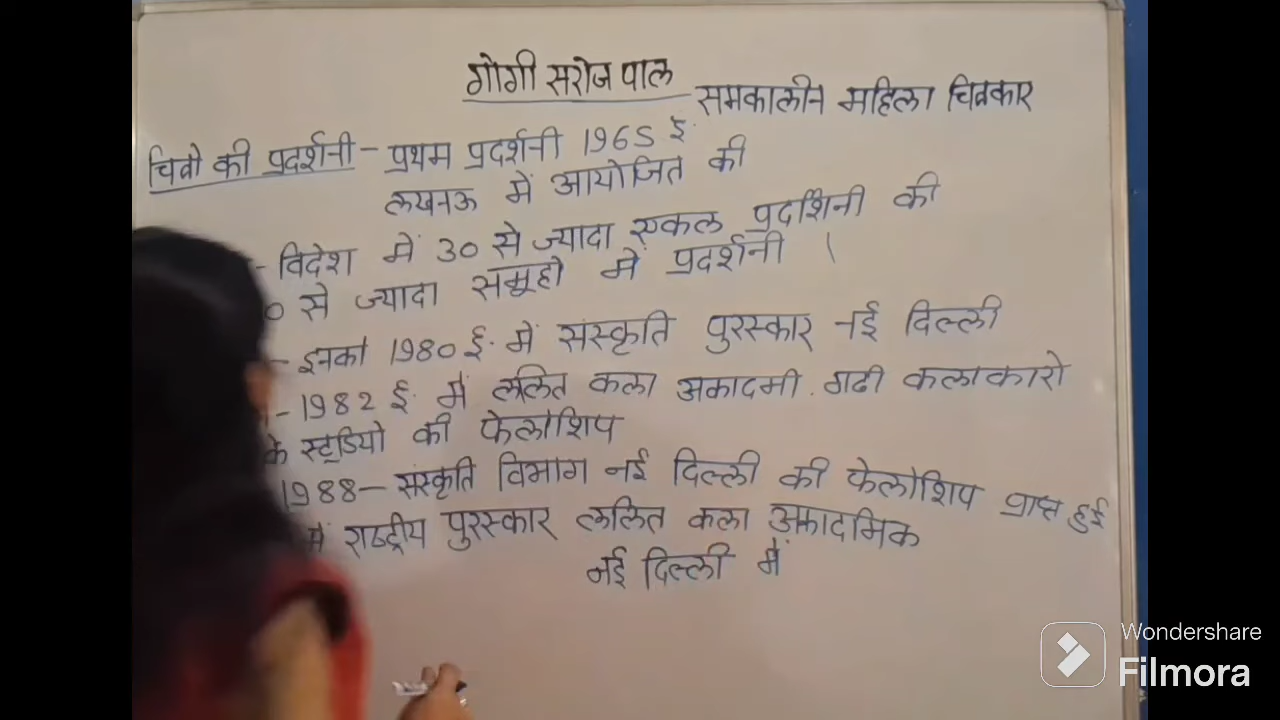 गोगी सरोज पाल
समकालीन महिला चित्रकार
चित्रो की प्रदर्शनी - प्रथम प्रदर्शनी 1965 ई.
लखनऊ में आयोजित की
- विदेश में 30 से ज्यादा एकल प्रदर्शिनी की
0 से ज्यादा समूहो में प्रदर्शनी
- इनको 1980 ई. में संस्कृति पुरस्कार नई दिल्ली
- 1982 ई. में ललित कला अकादमी. गढी कलाकारो
के स्टूडियो की फेलोशिप
1988 - संस्कृति विभाग नई दिल्ली की फेलोशिप प्राप्त हुई
में राष्ट्रीय पुरस्कार ललित कला अकादमिक
नई दिल्ली में
Wondershare
Filmora